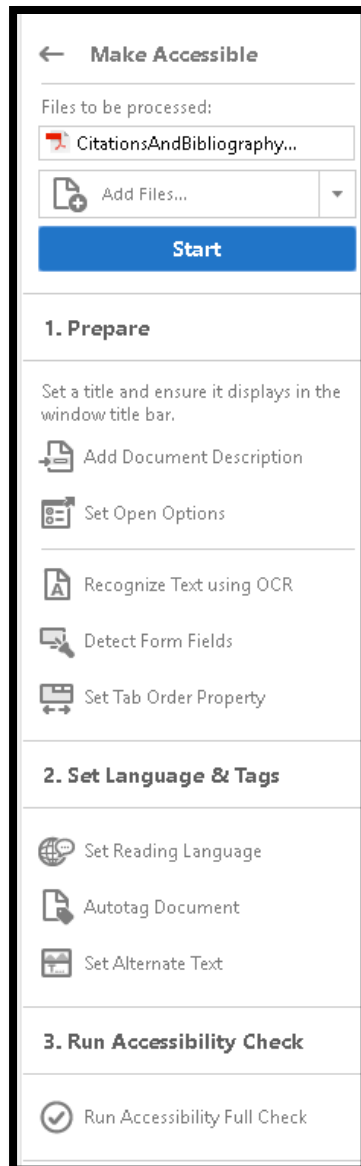 Make Accessible
Files to be processed:
CitationsAndBibliography...
Add Files...
Start
1. Prepare
Set a title and ensure it displays in the
window title bar.
Add Document Description
Set Open Options
Recognize Text using OCR
Detect Form Fields
Set Tab Order Property
2. Set Language & Tags
Set Reading Language
Autotag Document
Set Alternate Text
3. Run Accessibility Check
Run Accessibility Full Check